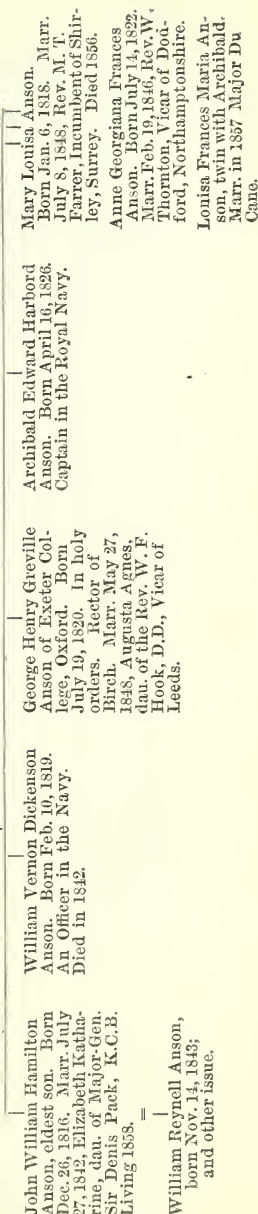 John William Hamilton
Anson, eldest son. Born
Dec. 26, 1816. Marr. July
27, 1842, Elizabeth Katha-
rine, dau. of Major-Gen.
Sir Denis Pack, K.C.B.
Living 1858.
=
William Reynell Anson,
born Nov. 14, 1843;
and other issue.
William Vernon Dickenson
Anson. Born Feb. 10, 1819.
An Officer in the Navy.
Died in 1842.
George Henry Greville
Anson of Exeter Col-
lege, Oxford. Born
July 19, 1820. In holy
orders. Rector of
Birch. Marr. May 27,
1848, Augusta Agnes,
dau. of the Rev. W. F.
Hook, D.D., Vicar of
Leeds.
Archibald Edward Harbord
Anson. Born April 16, 1826.
Captain in the Royal Navy.
Mary Louisa Anson.
Born Jan. 6, 1818. Marr.
July 8, 1848, Rev. M. T.
Farrer, Incumbent of Shir-
ley, Surrey. Died 1856.
Anne Georgiana Frances
Anson. Born July 14, 1822.
Marr. Feb. 19, 1846, Rev. W.
Thornton, Vicar of Dod-
ford, Northamptonshire.
Louisa Frances Maria An-
son, twin with Archibald.
Marr. in 1857 Major Du
Cane.